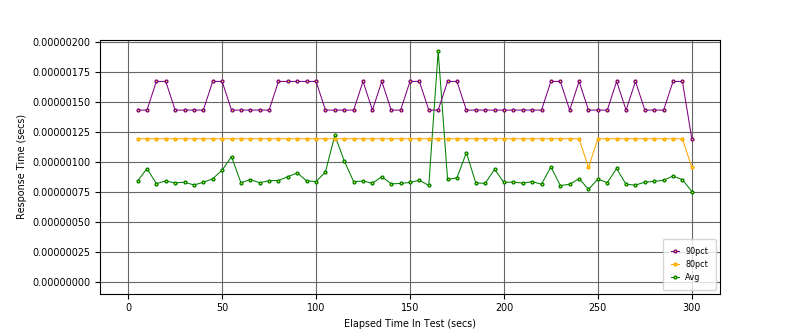 0.00000200
0.00000175
0.00000150
0.00000125
0.00000100
0.00000075
0.00000050
0.00000025
0.00000000
Response Time (secs)
0 50 100 150 200 250 300
Elapsed Time In Test (secs)
90pct
80pct
Avg